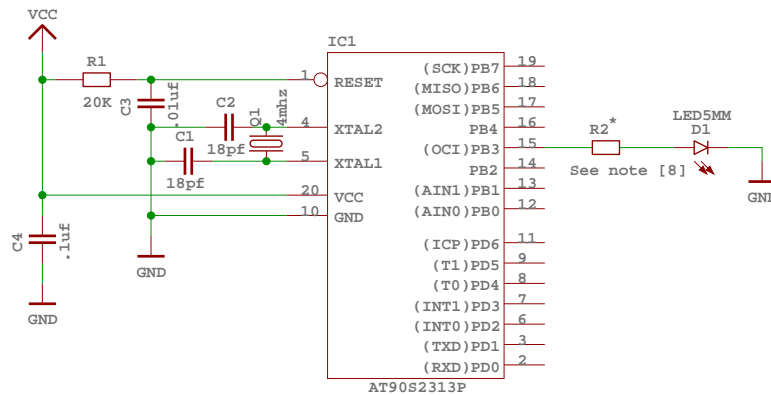 VCC
IC1
R1
20K
C3
.01uf
C2
18pf
C1
18pf
Q1
4mhz
C4
.1uf
GND
GND
1 RESET
4 XTAL2
5 XTAL1
20 VCC
10 GND
(SCK)PB7 19
(MISO)PB6 18
(MOSI)PB5 17
PB4 16
(OCI)PB3 15
PB2 14
(AIN1)PB1 13
(AIN0)PB0 12
(ICP)PD6 11
(T1)PD5 9
(T0)PD4 8
(INT1)PD3 7
(INT0)PD2 6
(TXD)PD1 3
(RXD)PD0 2
AT90S2313P
R2*
See note [8]
LED5MM
D1
GND